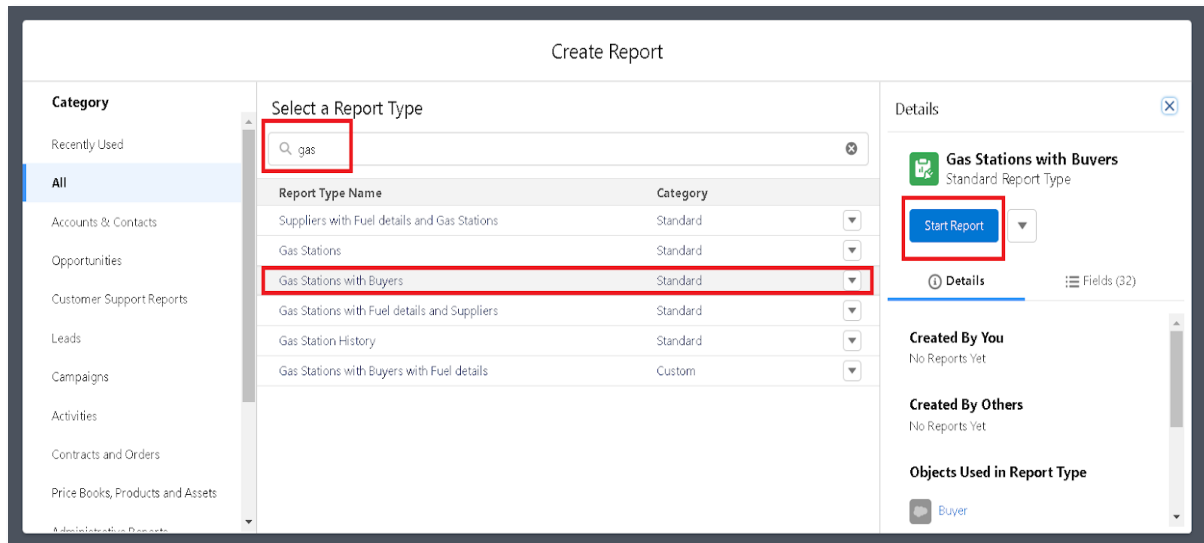 Create Report
Category
Recently Used
All
Accounts & Contacts
Opportunities
Customer Support Reports
Leads
Campaigns
Activities
Contracts and Orders
Price Books, Products and Assets
Administrative Reports
Select a Report Type
gas
Report Type Name Category
Suppliers with Fuel details and Gas Stations Standard
Gas Stations Standard
Gas Stations with Buyers Standard
Gas Stations with Fuel details and Suppliers Standard
Gas Station History Standard
Gas Stations with Buyers with Fuel details Custom
Details
Gas Stations with Buyers
Standard Report Type
Start Report
Details Fields (32)
Created By You
No Reports Yet
Created By Others
No Reports Yet
Objects Used in Report Type
Buyer